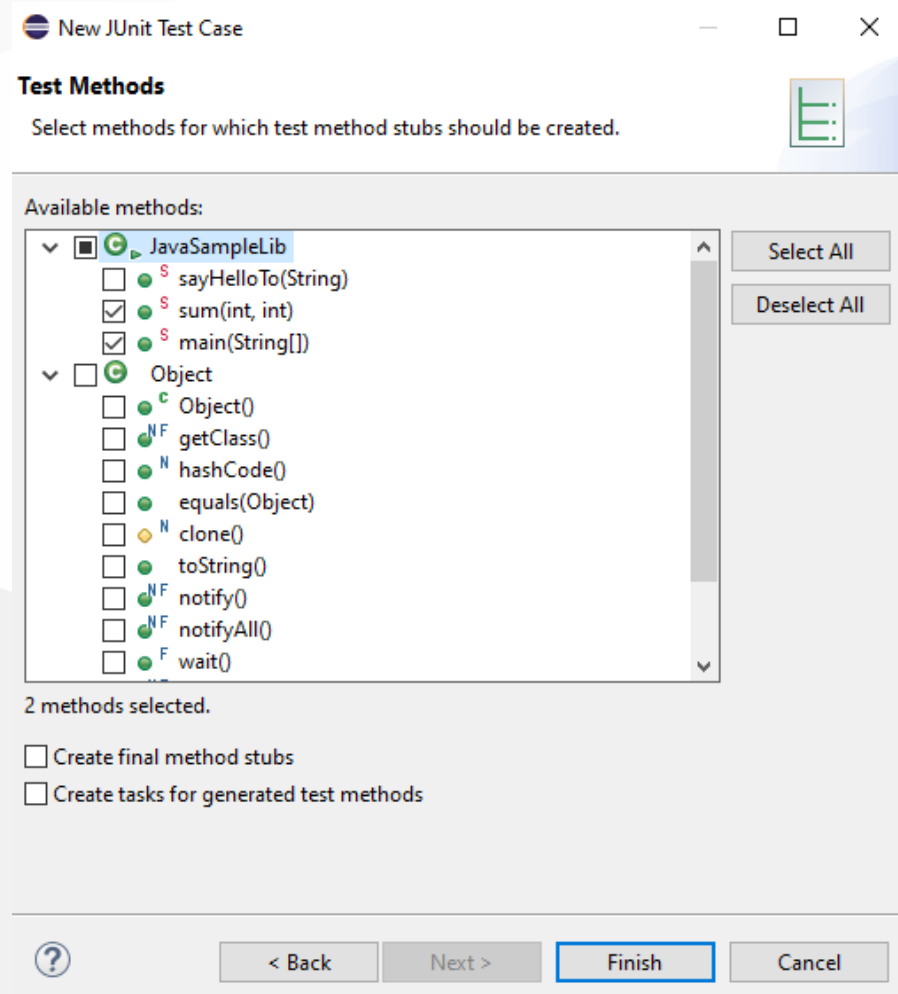 New JUnit Test Case
Test Methods
Select methods for which test method stubs should be created.
Available methods:
C JavaSampleLib
Select All
S sayHelloTo(String)
S sum(int, int)
Deselect All
S main(String[])
C Object
C Object()
N F getClass()
N hashCode()
equals(Object)
N clone()
toString()
N F notify()
N F notifyAll()
F wait()
2 methods selected.
Create final method stubs
Create tasks for generated test methods
? < Back Next > Finish Cancel